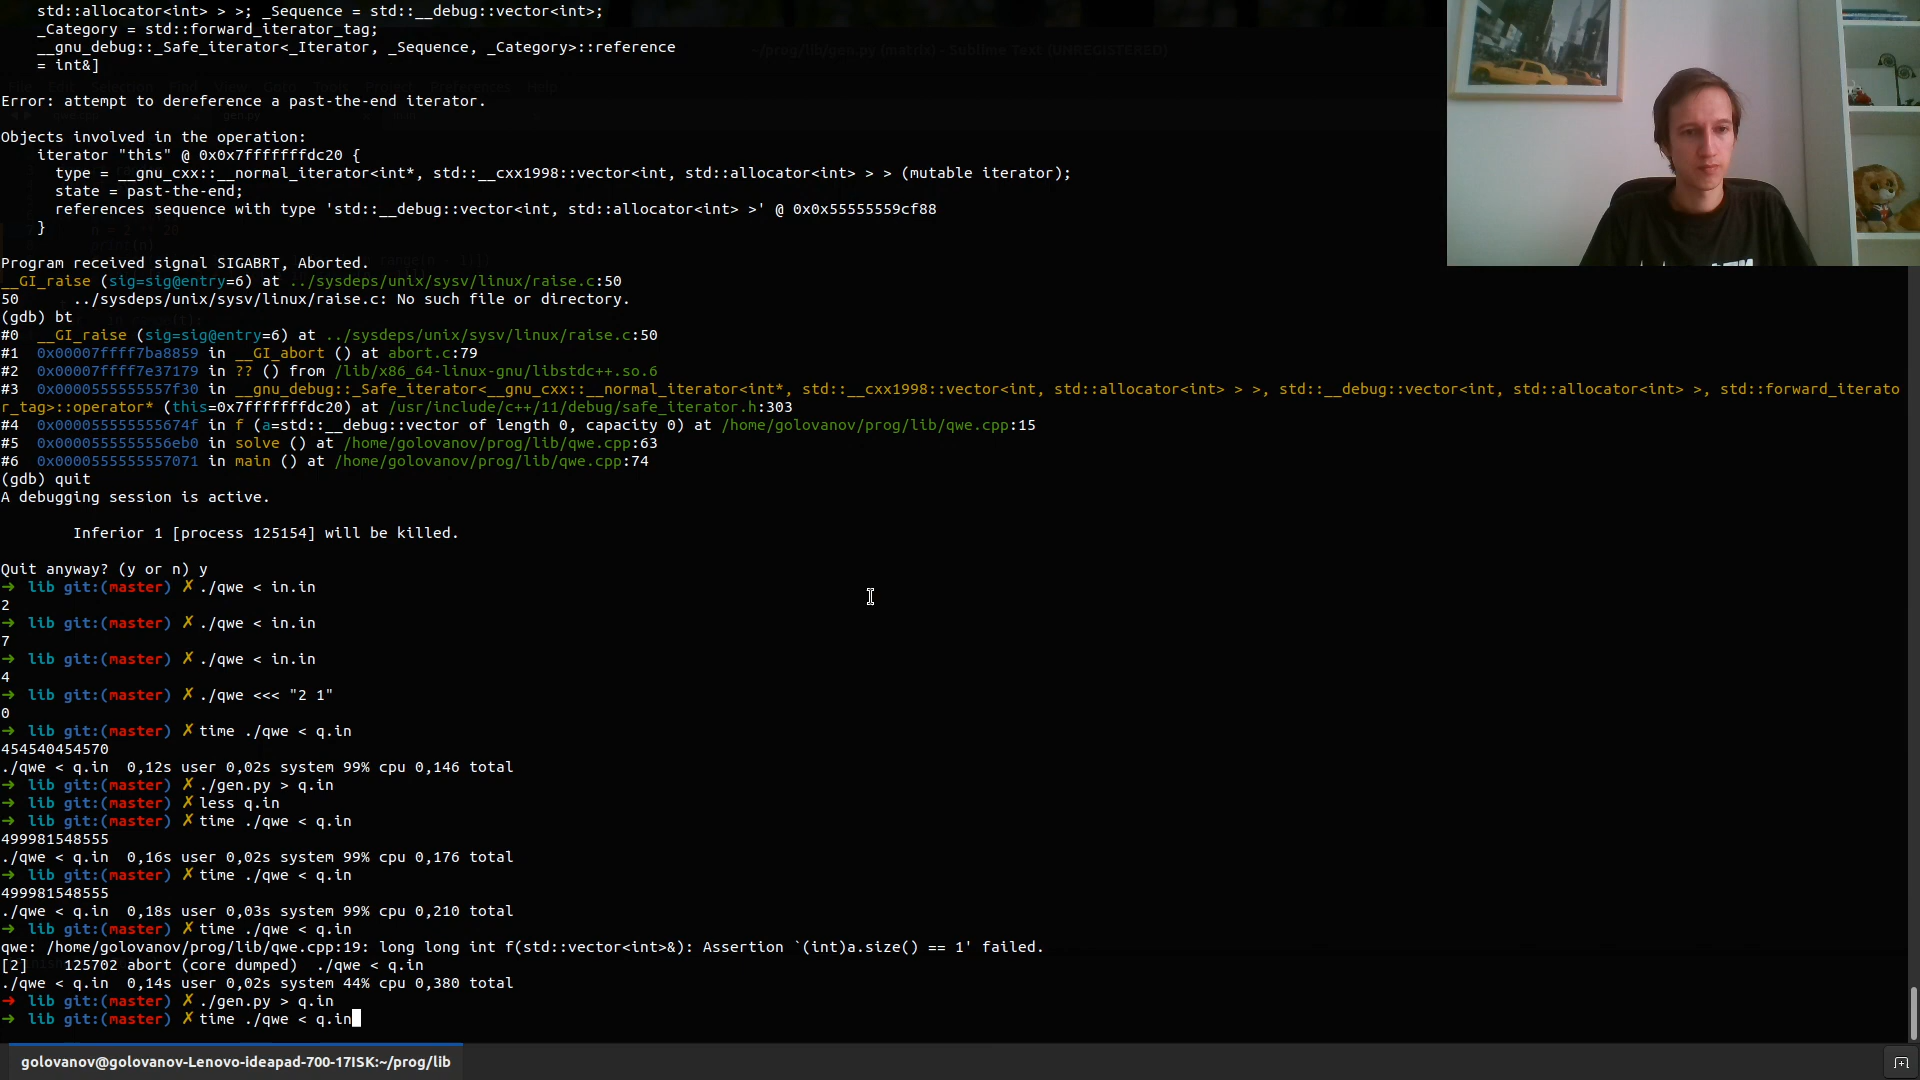 std::allocator<int> > >; _Sequence = std::__debug::vector<int>;
_Category = std::forward_iterator_tag;
__gnu_debug::_Safe_iterator<_Iterator, _Sequence, _Category>::reference
= int&]
~/prog/lib/gen.py (matrix) - Sublime Text (UNREGISTERED)
Error: attempt to dereference a past-the-end iterator.
Objects involved in the operation:
iterator "this" @ 0x0x7fffffffdc20 {
type = __gnu_cxx::__normal_iterator<int*, std::__cxx1998::vector<int, std::allocator<int> > > (mutable iterator);
state = past-the-end;
references sequence with type 'std::__debug::vector<int, std::allocator<int> >' @ 0x0x55555559cf88
}
Program received signal SIGABRT, Aborted.
__GI_raise (sig=sig@entry=6) at ../sysdeps/unix/sysv/linux/raise.c:50
50      ../sysdeps/unix/sysv/linux/raise.c: No such file or directory.
(gdb) bt
#0  __GI_raise (sig=sig@entry=6) at ../sysdeps/unix/sysv/linux/raise.c:50
#1  0x00007ffff7ba8859 in __GI_abort () at abort.c:79
#2  0x00007ffff7e37179 in ?? () from /lib/x86_64-linux-gnu/libstdc++.so.6
#3  0x0000555555557f30 in __gnu_debug::_Safe_iterator<__gnu_cxx::__normal_iterator<int*, std::__cxx1998::vector<int, std::allocator<int> > >, std::__debug::vector<int, std::allocator<int> >, std::forward_iterato
r_tag>::operator* (this=0x7fffffffdc20) at /usr/include/c++/11/debug/safe_iterator.h:303
#4  0x000055555555674f in f (a=std::__debug::vector of length 0, capacity 0) at /home/golovanov/prog/lib/qwe.cpp:15
#5  0x0000555555556eb0 in solve () at /home/golovanov/prog/lib/qwe.cpp:63
#6  0x0000555555557071 in main () at /home/golovanov/prog/lib/qwe.cpp:74
(gdb) quit
A debugging session is active.
Inferior 1 [process 125154] will be killed.
Quit anyway? (y or n) y
➜ lib git:(master) ✗ ./qwe < in.in
2
➜ lib git:(master) ✗ ./qwe < in.in
7
➜ lib git:(master) ✗ ./qwe < in.in
4
➜ lib git:(master) ✗ ./qwe <<< "2 1"
0
➜ lib git:(master) ✗ time ./qwe < q.in
454540454570
./qwe < q.in  0,12s user 0,02s system 99% cpu 0,146 total
➜ lib git:(master) ✗ ./gen.py > q.in
➜ lib git:(master) ✗ less q.in
➜ lib git:(master) ✗ time ./qwe < q.in
499981548555
./qwe < q.in  0,16s user 0,02s system 99% cpu 0,176 total
➜ lib git:(master) ✗ time ./qwe < q.in
499981548555
./qwe < q.in  0,18s user 0,03s system 99% cpu 0,210 total
➜ lib git:(master) ✗ time ./qwe < q.in
qwe: /home/golovanov/prog/lib/qwe.cpp:19: long long int f(std::vector<int>&): Assertion `(int)a.size() == 1' failed.
[2]    125702 abort (core dumped)  ./qwe < q.in
./qwe < q.in  0,14s user 0,02s system 44% cpu 0,380 total
➜ lib git:(master) ✗ ./gen.py > q.in
➜ lib git:(master) ✗ time ./qwe < q.in
golovanov@golovanov-Lenovo-ideapad-700-17ISK:~/prog/lib